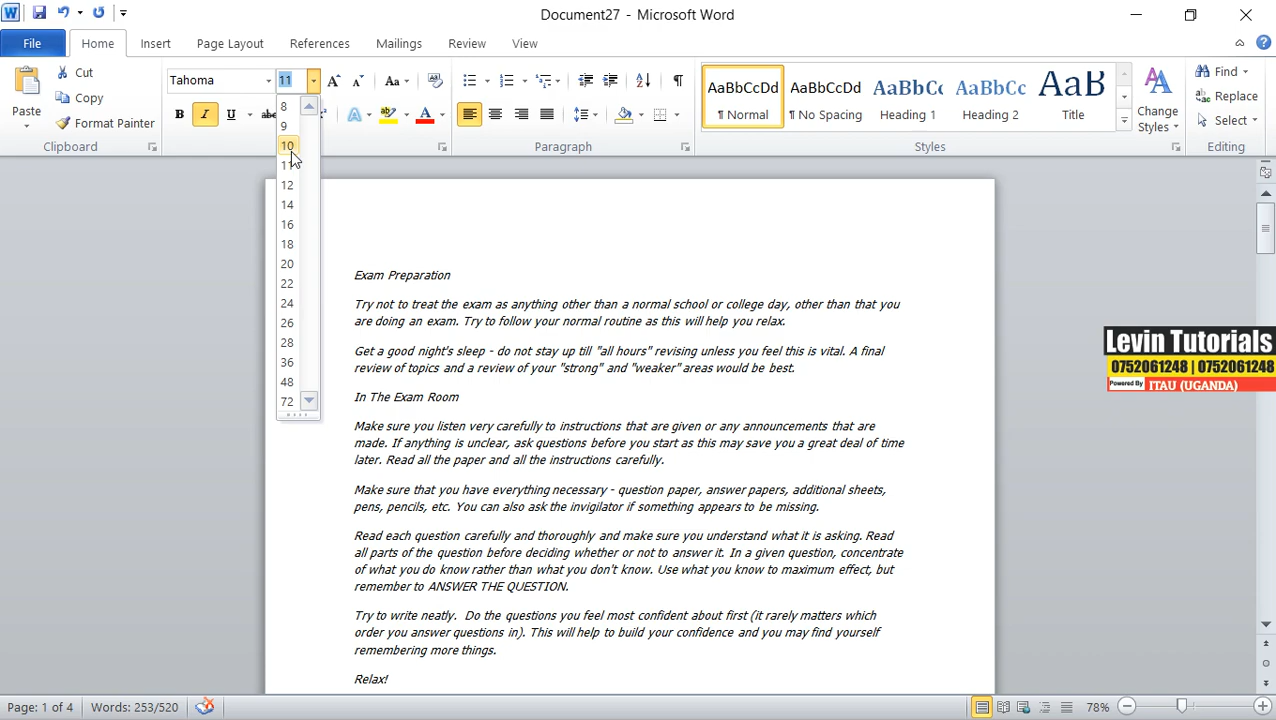 Document27 - Microsoft Word
File Home Insert Page Layout References Mailings Review View
Paste
Cut
Copy
Format Painter
Clipboard
Tahoma 11
B I U abc Aa A
Paragraph
AaBbCcDd AaBbCcDd AaBbCc AaBbCc AaB
¶ Normal ¶ No Spacing Heading 1 Heading 2 Title
Styles
Change
Styles
Find
Replace
Select
Editing
8
9
10
11
12
14
16
18
20
22
24
26
28
36
48
72
Exam Preparation
Try not to treat the exam as anything other than a normal school or college day, other than that you
are doing an exam. Try to follow your normal routine as this will help you relax.
Get a good night's sleep - do not stay up till "all hours" revising unless you feel this is vital. A final
review of topics and a review of your "strong" and "weaker" areas would be best.
In The Exam Room
Make sure you listen very carefully to instructions that are given or any announcements that are
made. If anything is unclear, ask questions before you start as this may save you a great deal of time
later. Read all the paper and all the instructions carefully.
Make sure that you have everything necessary - question paper, answer papers, additional sheets,
pens, pencils, etc. You can also ask the invigilator if something appears to be missing.
Read each question carefully and thoroughly and make sure you understand what it is asking. Read
all parts of the question before deciding whether or not to answer it. In a given question, concentrate
of what you do know rather than what you don't know. Use what you know to maximum effect, but
remember to ANSWER THE QUESTION.
Try to write neatly.  Do the questions you feel most confident about first (it rarely matters which
order you answer questions in). This will help to build your confidence and you may find yourself
remembering more things.
Relax!
Levin Tutorials
0752061248 | 0752061248
Powered By ITAU (UGANDA)
Page: 1 of 4 Words: 253/520 78%